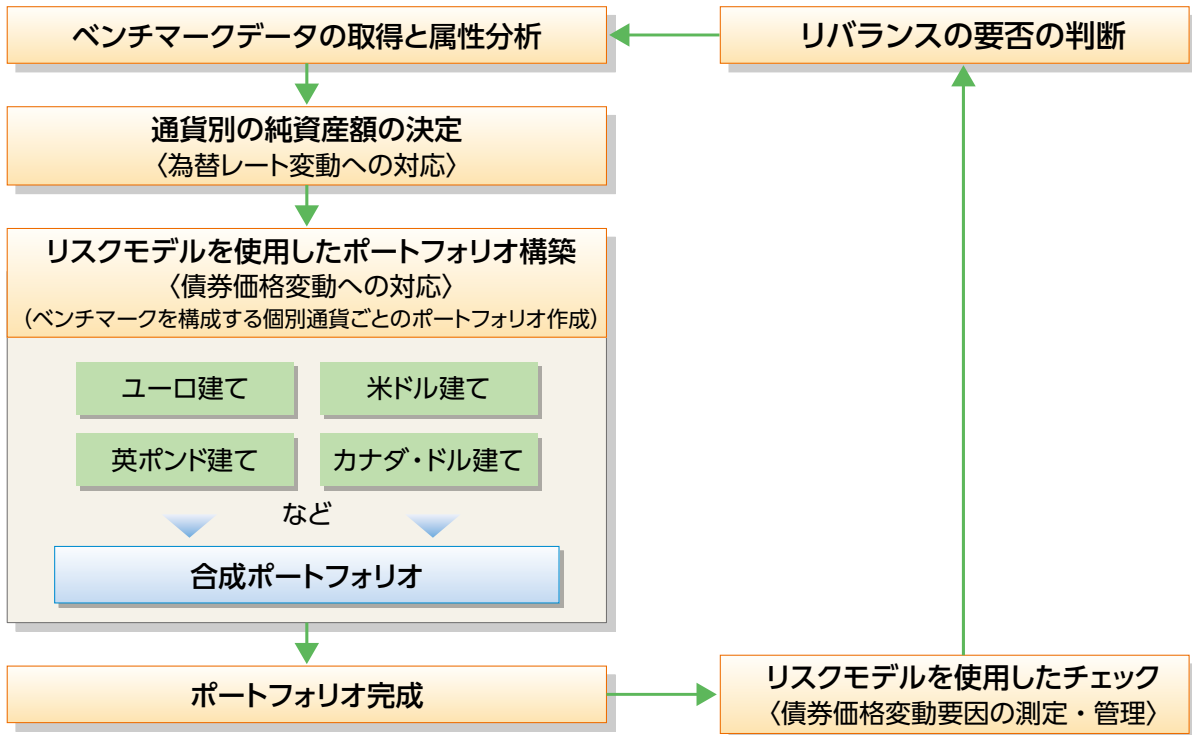 ベンチマークデータの取得と属性分析
通貨別の純資産額の決定
〈為替レート変動への対応〉
リスクモデルを使用したポートフォリオ構築
〈債券価格変動への対応〉
(ベンチマークを構成する個別通貨ごとのポートフォリオ作成)
ユーロ建て
米ドル建て
英ポンド建て
カナダ・ドル建て
など
合成ポートフォリオ
ポートフォリオ完成
リスクモデルを使用したチェック
〈債券価格変動要因の測定・管理〉
リバランスの要否の判断